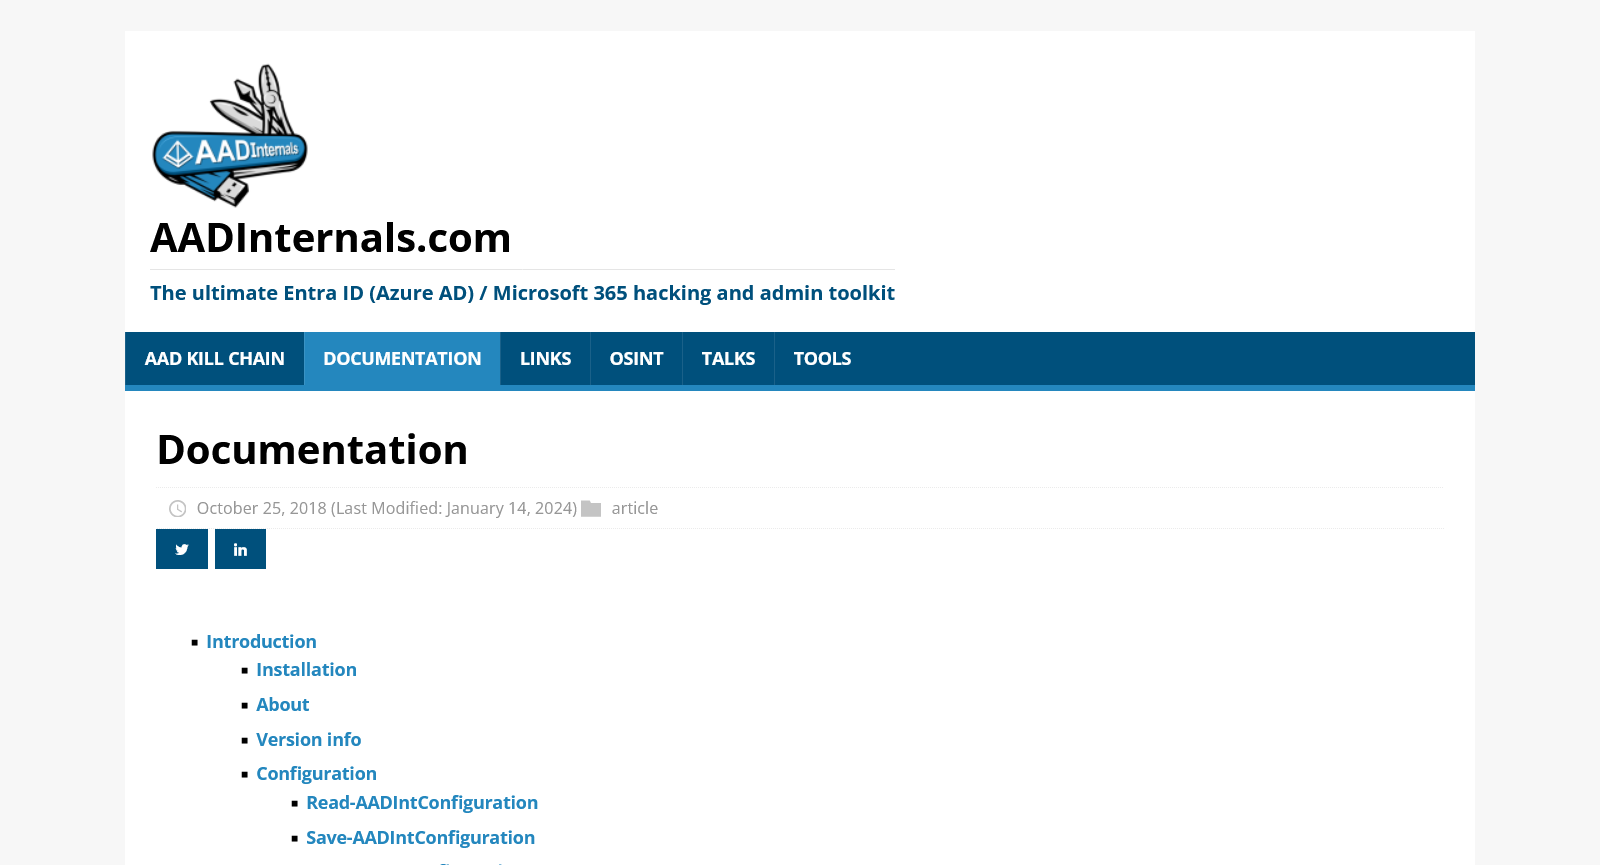 AADInternals
AADInternals.com
The ultimate Entra ID (Azure AD) / Microsoft 365 hacking and admin toolkit
AAD KILL CHAIN DOCUMENTATION LINKS OSINT TALKS TOOLS
Documentation
October 25, 2018 (Last Modified: January 14, 2024) article
Introduction
Installation
About
Version info
Configuration
Read-AADIntConfiguration
Save-AADIntConfiguration